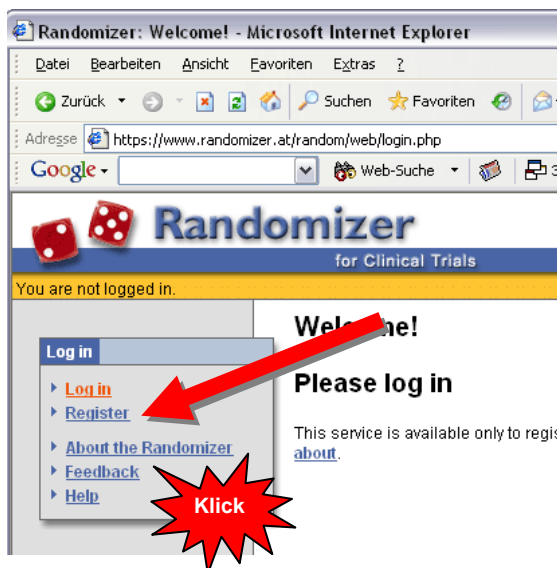 Randomizer: Welcome! - Microsoft Internet Explorer
Datei Bearbeiten Ansicht Favoriten Extras ?
Zurück Suchen Favoriten
Adresse https://www.randomizer.at/random/web/login.php
Google Web-Suche 3
Randomizer
for Clinical Trials
You are not logged in.
Welcome!
Log in
Please log in
Log in
Register
This service is available only to regis
about.
About the Randomizer
Feedback
Help
Klick